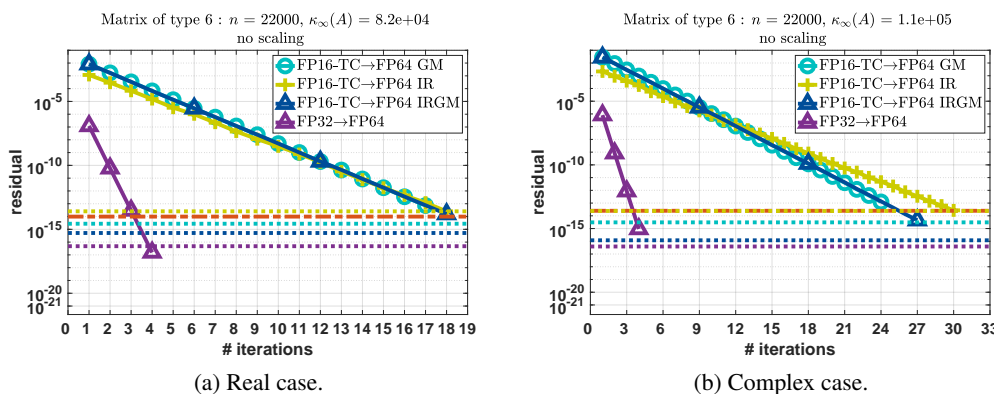 Matrix of type 6 : n = 22000, κ∞(A) = 8.2e+04
no scaling
FP16-TC→FP64 GM
FP16-TC→FP64 IR
FP16-TC→FP64 IRGM
FP32→FP64
residual
10^-5
10^-10
10^-15
10^-20
10^-21
0 1 2 3 4 5 6 7 8 9 10 11 12 13 14 15 16 17 18 19
# iterations
(a) Real case.
Matrix of type 6 : n = 22000, κ∞(A) = 1.1e+05
no scaling
FP16-TC→FP64 GM
FP16-TC→FP64 IR
FP16-TC→FP64 IRGM
FP32→FP64
residual
10^-5
10^-10
10^-15
10^-20
10^-21
0 3 6 9 12 15 18 21 24 27 30 33
# iterations
(b) Complex case.